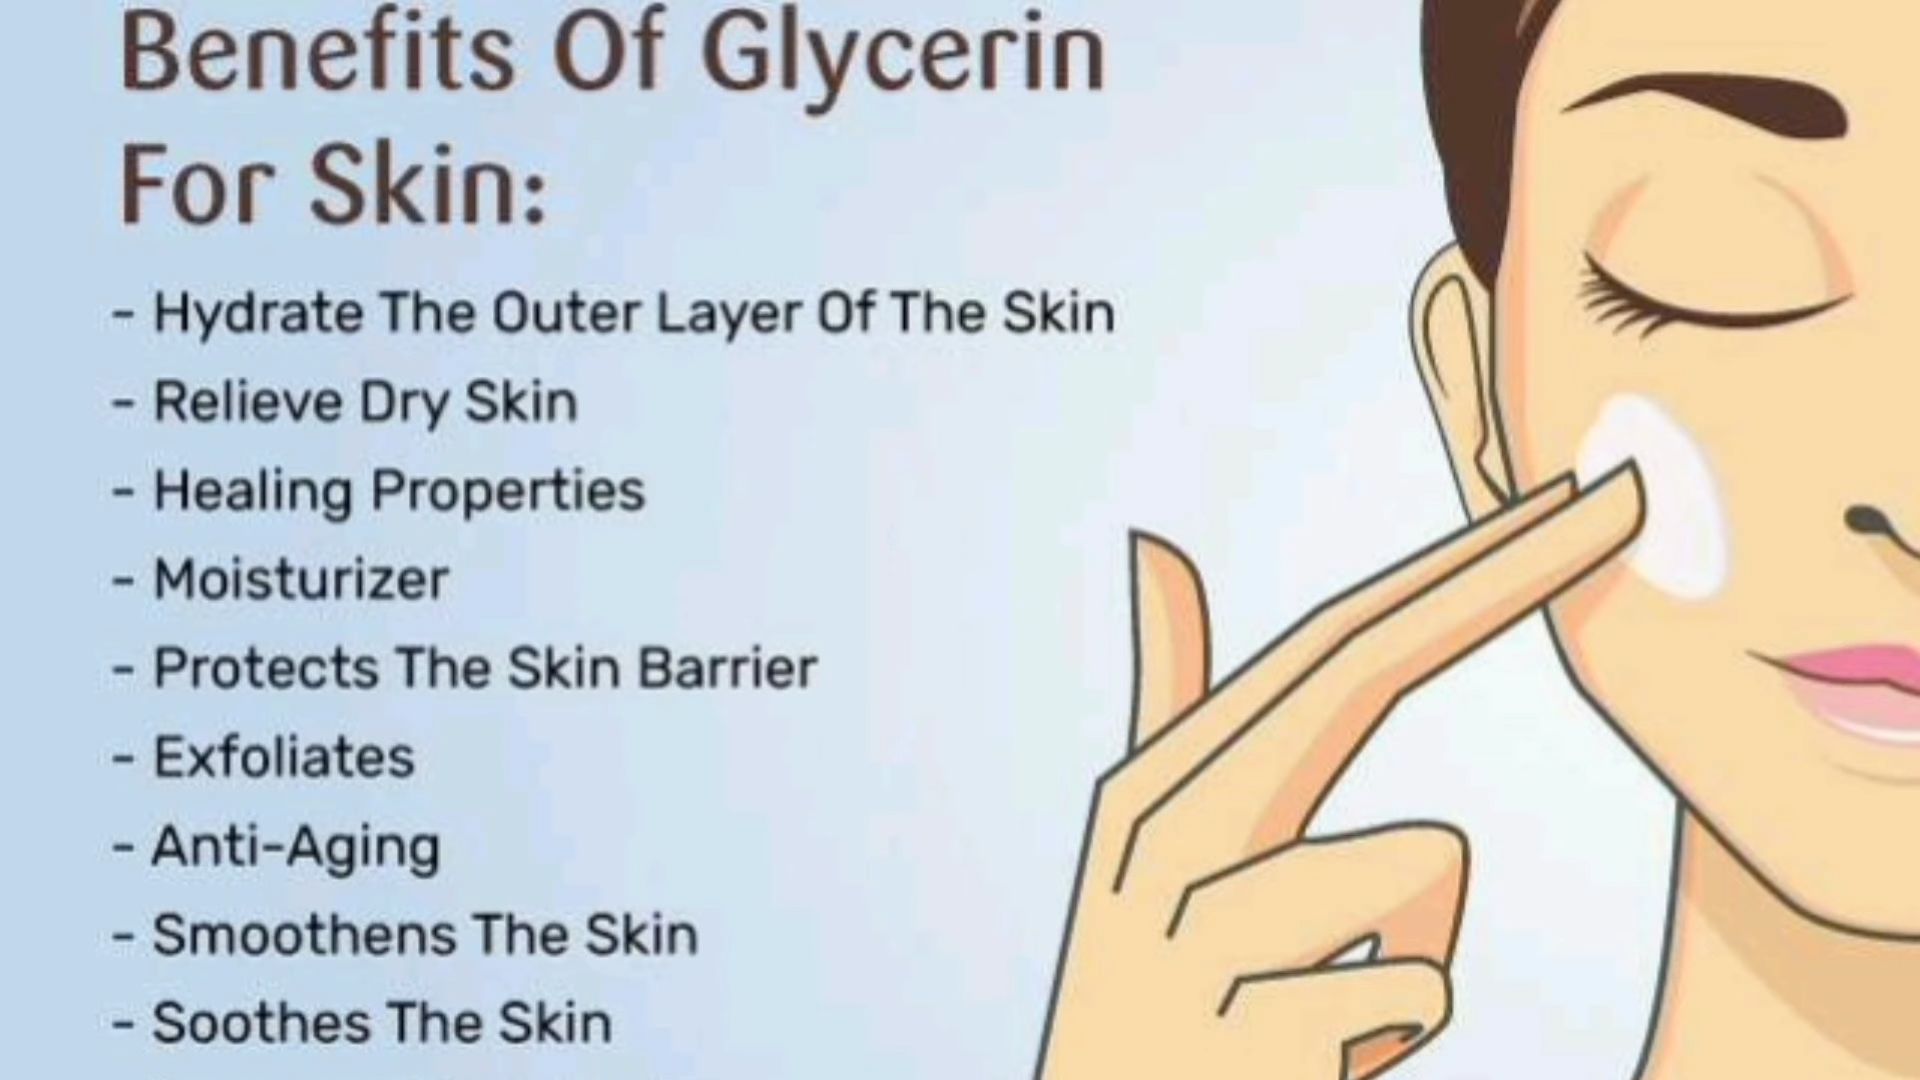 Benefits Of Glycerin
For Skin:
- Hydrate The Outer Layer Of The Skin
- Relieve Dry Skin
- Healing Properties
- Moisturizer
- Protects The Skin Barrier
- Exfoliates
- Anti-Aging
- Smoothens The Skin
- Soothes The Skin